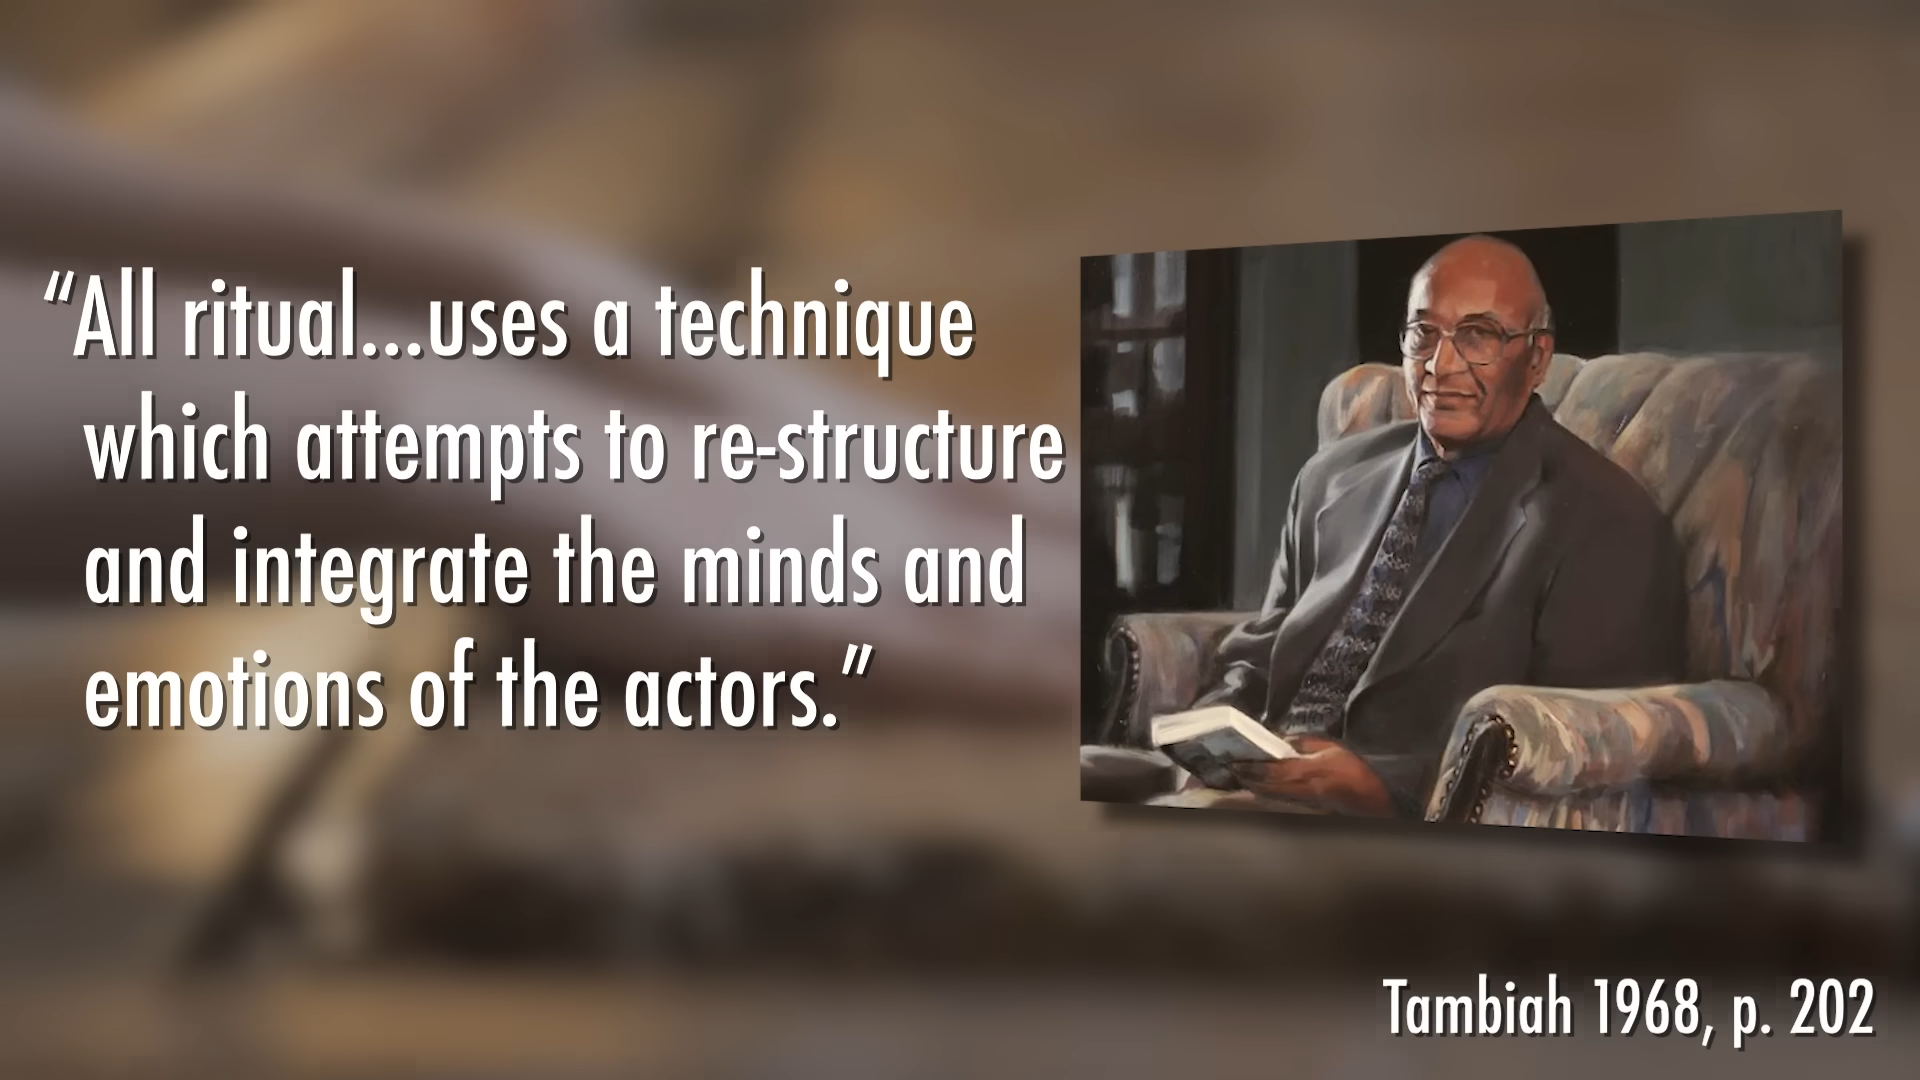 “All ritual...uses a technique
which attempts to re-structure
and integrate the minds and
emotions of the actors.”
Tambiah 1968, p. 202